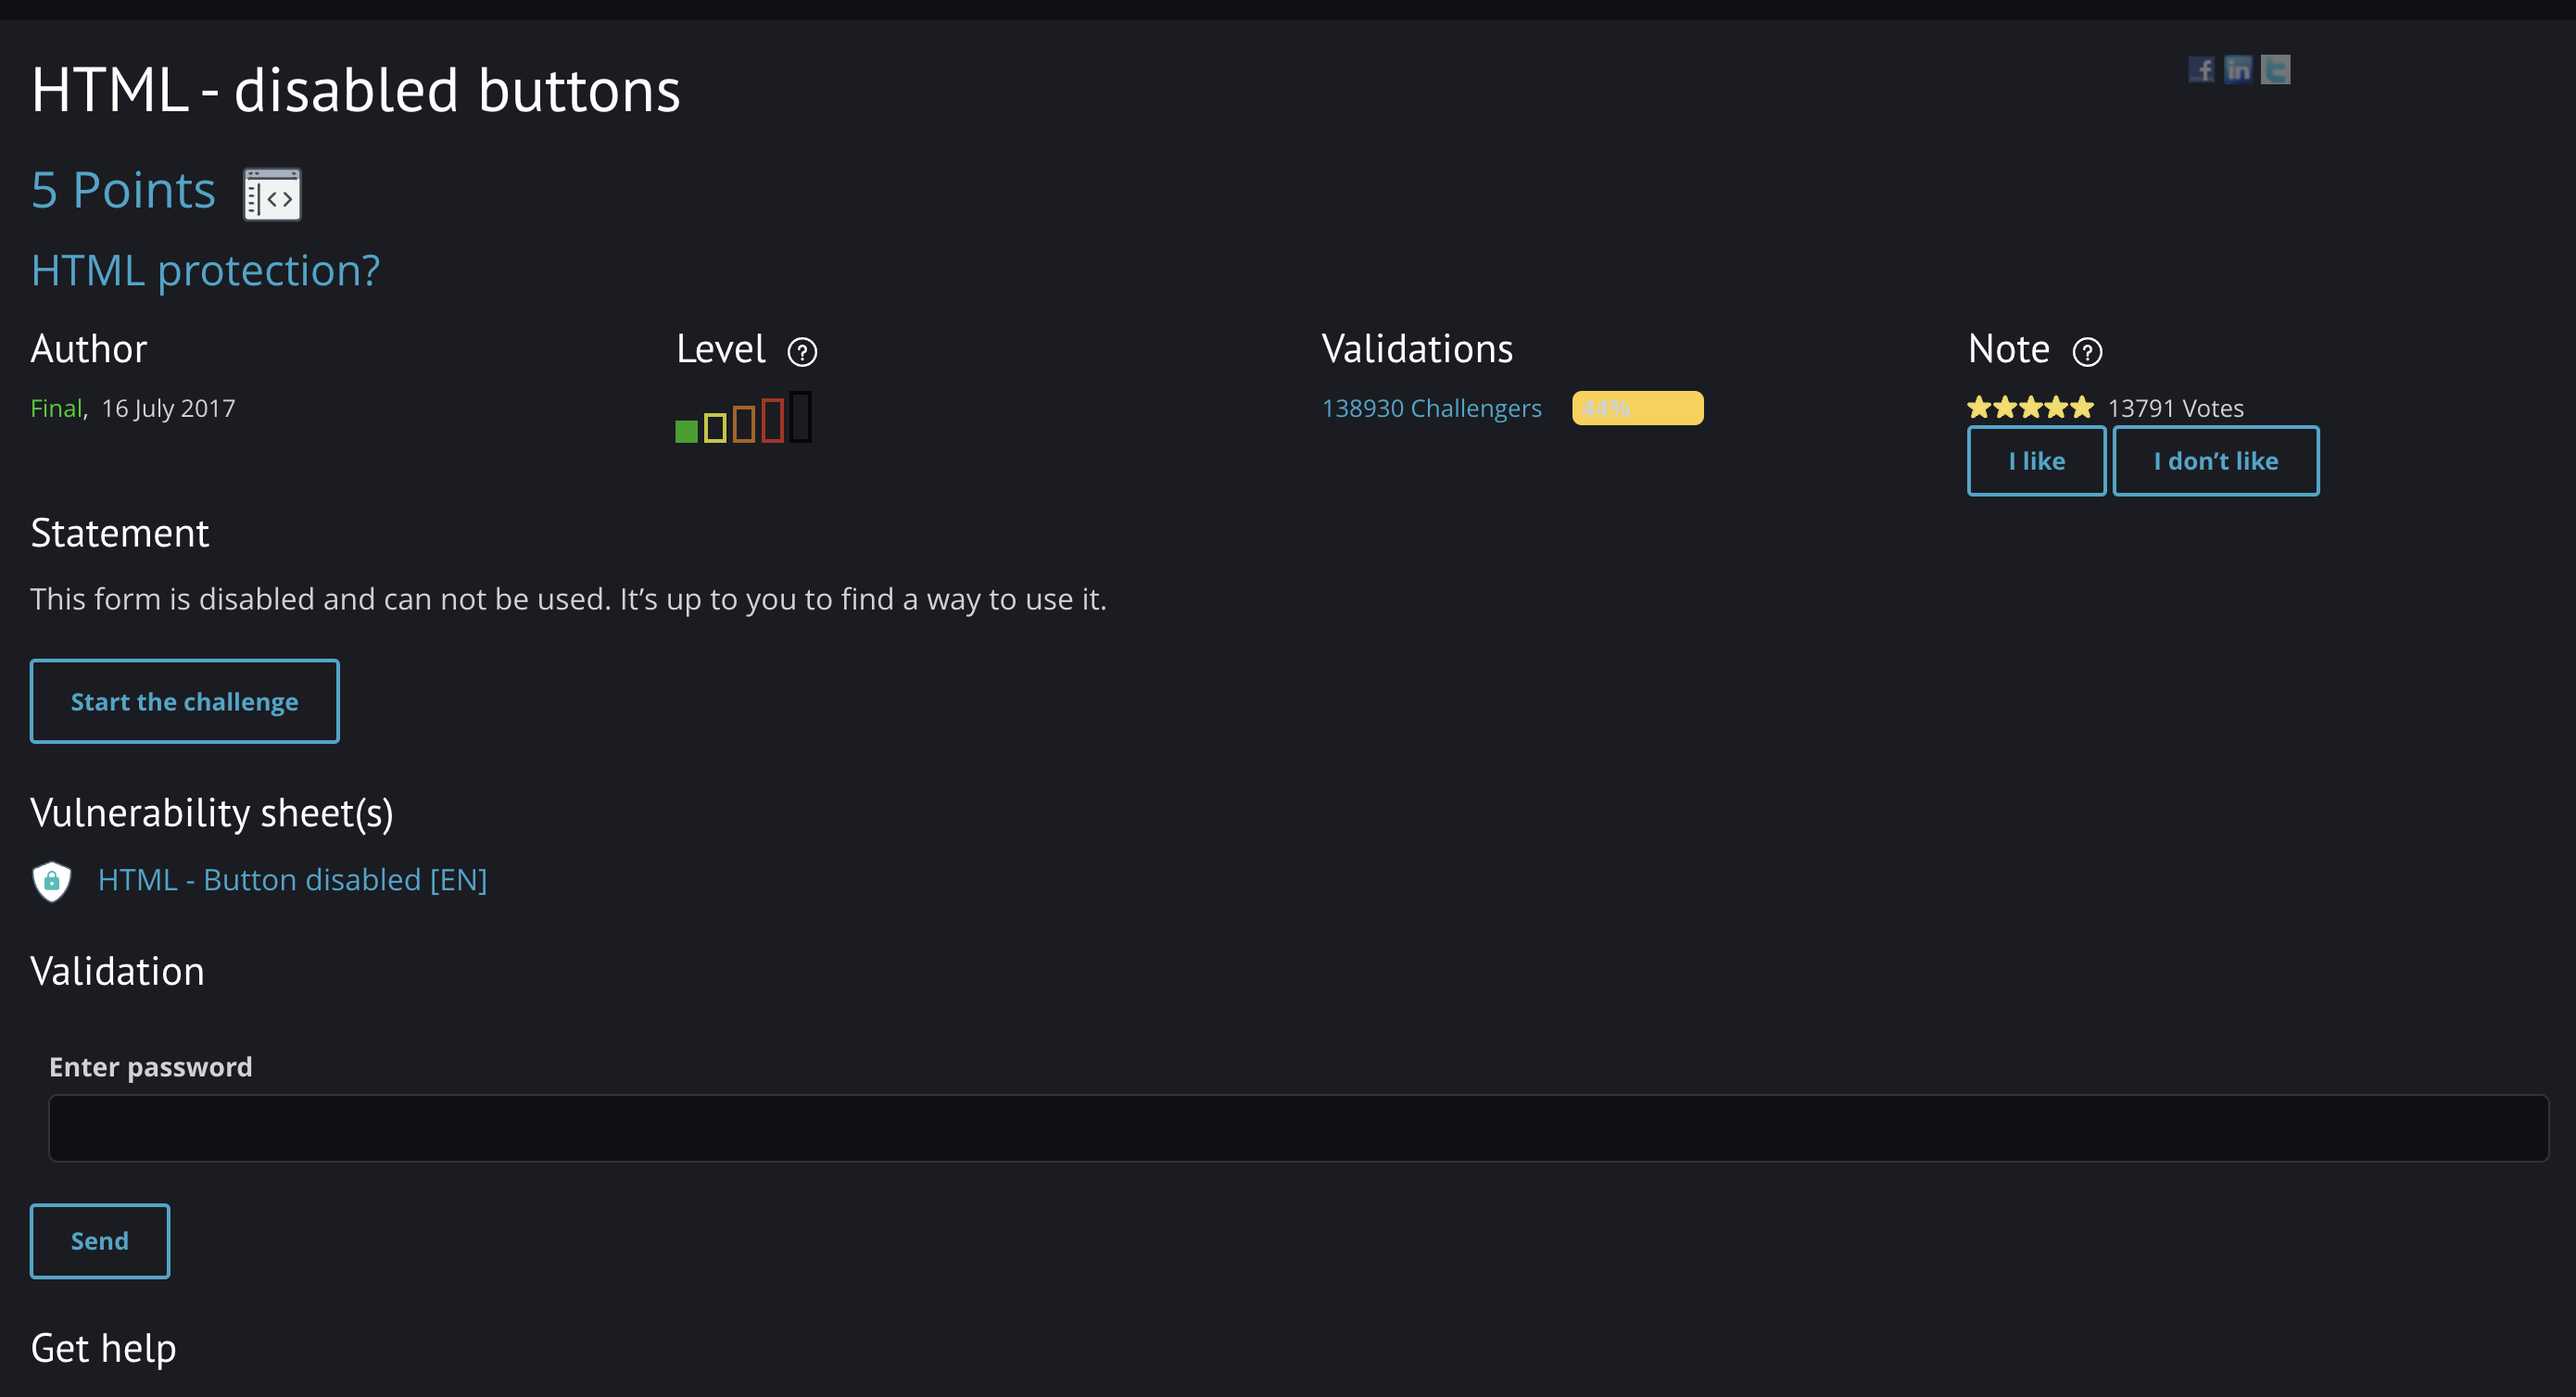 HTML - disabled buttons
5 Points
HTML protection?
Author
Level
Validations
Note
Final, 16 July 2017
138930 Challengers 44%
13791 Votes
I like
I don’t like
Statement
This form is disabled and can not be used. It’s up to you to find a way to use it.
Start the challenge
Vulnerability sheet(s)
HTML - Button disabled [EN]
Validation
Enter password
Send
Get help